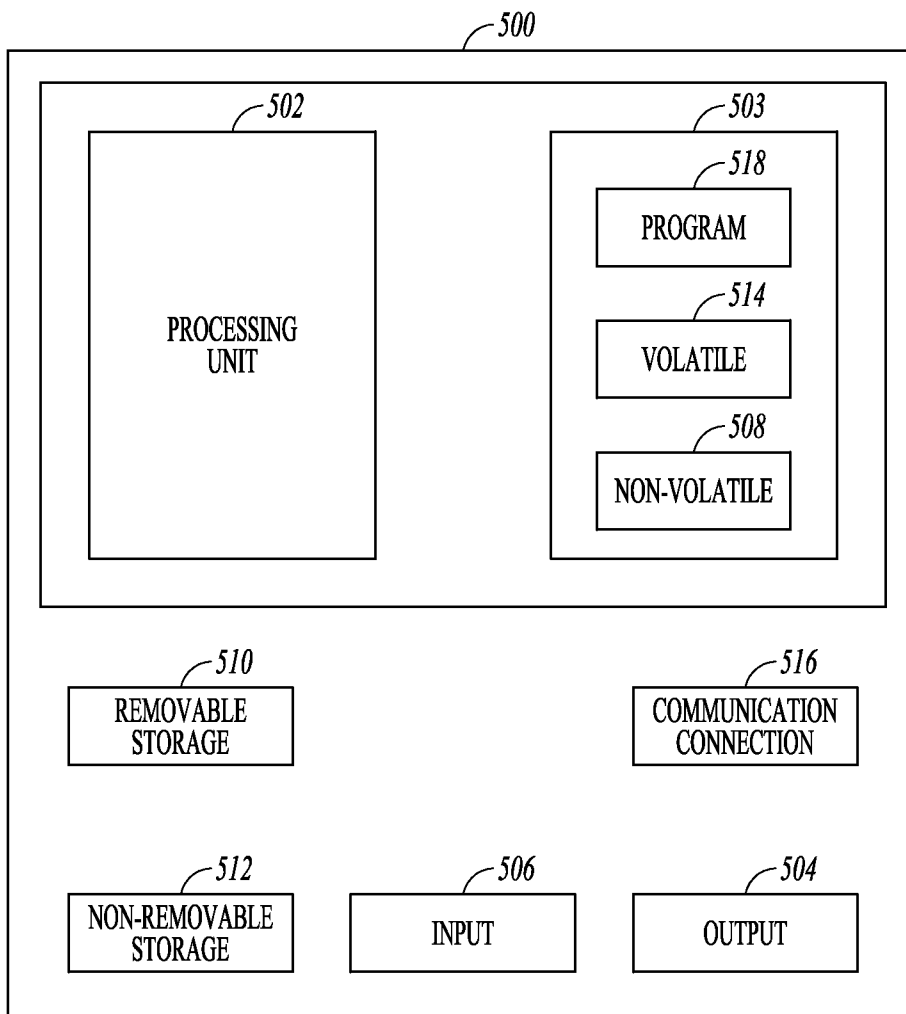 500
502
503
518
PROGRAM
PROCESSING
UNIT
514
VOLATILE
508
NON-VOLATILE
510
REMOVABLE
STORAGE
516
COMMUNICATION
CONNECTION
512
NON-REMOVABLE
STORAGE
506
INPUT
504
OUTPUT